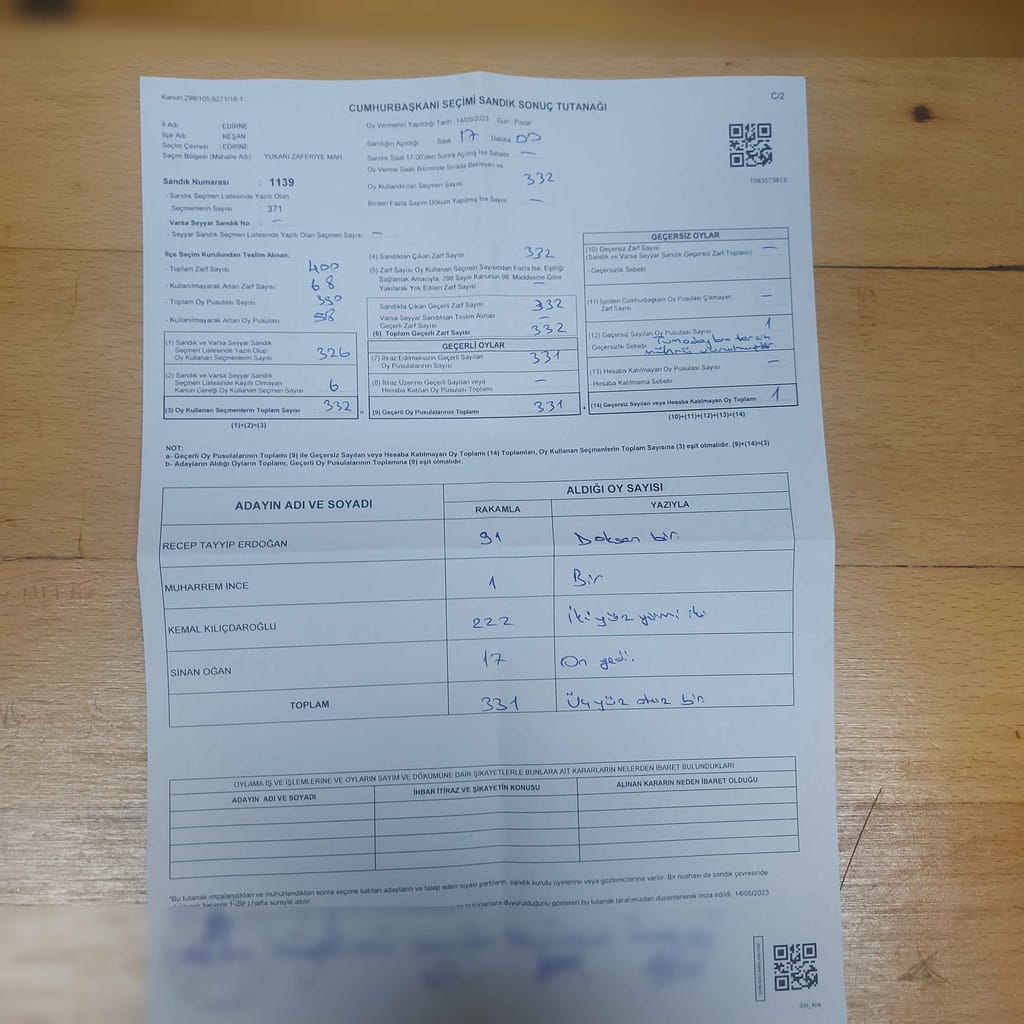 Kanun:298/105;6271/18-1
C/2
CUMHURBAŞKANI SEÇİMİ SANDIK SONUÇ TUTANAĞI
İl Adı EDİRNE
İlçe Adı KEŞAN
Seçim Çevresi : EDİRNE
Seçim Bölgesi (Mahalle Adı) YUKARI ZAFERİYE MAH.
Oy Vermenin Yapıldığı Tarih 14/05/2023 Gün Pazar
Sandığın Açıldığı Saat 17 Dakika 00
Sandık Saat 17.00'den Sonra Açılmış İse Sebebi —
Oy Verme Saati Bitiminde Sırada Bekleyen ve
Oy Kullandırılan Seçmen Sayısı 332
Birden Fazla Sayım Döküm Yapılmış İse Sayısı —
1093573813
Sandık Numarası : 1139
- Sandık Seçmen Listesinde Yazılı Olan
Seçmenlerin Sayısı : 371
Varsa Seyyar Sandık No : —
- Seyyar Sandık Seçmen Listesinde Yazılı Olan Seçmen Sayısı —
İlçe Seçim Kurulundan Teslim Alınan;
- Toplam Zarf Sayısı 400
- Kullanılmayarak Artan Zarf Sayısı 68
- Toplam Oy Pusulası Sayısı 390
- Kullanılmayarak Artan Oy Pusulası 58
(1) Sandık ve Varsa Seyyar Sandık
Seçmen Listesinde Yazılı Olup
Oy Kullanan Seçmenlerin Sayısı 326
(2) Sandık ve Varsa Seyyar Sandık
Seçmen Listesinde Kayıtlı Olmayan
Kanun Gereği Oy Kullanan Seçmen Sayısı 6
(3) Oy Kullanan Seçmenlerin Toplam Sayısı 332
(1)+(2)=(3)
(4) Sandıktan Çıkan Zarf Sayısı 332
(5) Zarf Sayısı Oy Kullanan Seçmen Sayısından Fazla İse, Eşitliği
Sağlamak Amacıyla; 298 Sayılı Kanunun 98. Maddesine Göre
Yakılarak Yok Edilen Zarf Sayısı —
Sandıkta Çıkan Geçerli Zarf Sayısı 332
Varsa Seyyar Sandıktan Teslim Alınan
Geçerli Zarf Sayısı —
(6) Toplam Geçerli Zarf Sayısı 332
GEÇERLİ OYLAR
(7) İtiraz Edilmeksizin Geçerli Sayılan
Oy Pusulasının Sayısı 331
(8) İtiraz Üzerine Geçerli Sayılan veya
Hesaba Katılan Oy Pusulası Toplamı —
(9) Geçerli Oy Pusulalarının Toplamı 331
GEÇERSİZ OYLAR
(10) Geçersiz Zarf Sayısı —
(Sandık ve Varsa Seyyar Sandık Geçersiz Zarf Toplamı)
- Geçersizlik Sebebi
(11) İçinden Cumhurbaşkanı Oy Pusulası Çıkmayan
Zarf Sayısı —
(12) Geçersiz Sayılan Oy Pusulası Sayısı 1
- Geçersizlik Sebebi Tüm adaylara tercih
mührü vurulmuştur.
(13) Hesaba Katılmayan Oy Pusulası Sayısı —
- Hesaba Katılmama Sebebi
(14) Geçersiz Sayılan veya Hesaba Katılmayan Oy Toplamı 1
(10)+(11)+(12)+(13)=(14)
NOT:
a- Geçerli Oy Pusulalarının Toplamı (9) ile Geçersiz Sayılan veya Hesaba Katılmayan Oy Toplamı (14) Toplamları, Oy Kullanan Seçmenlerin Toplam Sayısına (3) eşit olmalıdır. (9)+(14)=(3)
b- Adayların Aldığı Oyların Toplamı, Geçerli Oy Pusulalarının Toplamına (9) eşit olmalıdır.
ADAYIN ADI VE SOYADI
ALDIĞI OY SAYISI
RAKAMLA YAZIYLA
RECEP TAYYİP ERDOĞAN 91 Doksan bir.
MUHARREM İNCE 1 Bir
KEMAL KILIÇDAROĞLU 222 İkiyüz yirmi iki
SİNAN OĞAN 17 On yedi.
TOPLAM 331 Üçyüz otuz bir.
OYLAMA İŞ VE İŞLEMLERİNE VE OYLARIN SAYIM VE DÖKÜMÜNE DAİR ŞİKAYETLERLE BUNLARA AİT KARARLARIN NELERDEN İBARET BULUNDUKLARI
ADAYIN ADI VE SOYADI İHBAR İTİRAZ VE ŞİKAYETİN KONUSU ALINAN KARARIN NEDEN İBARET OLDUĞU
*Bu tutanak imzalandıktan ve mühürlendikten sonra seçime katılan adayların ve talep eden siyasi partilerin sandık kurulu üyelerine veya gözlemcilerine verilir. Bir nüshası da sandık çevresinde
1 (Bir) hafta süreyle asılır.
duyurulduğunu gösteren bu tutanak tarafımızdan düzenlenerek imza edildi. 14/05/2023